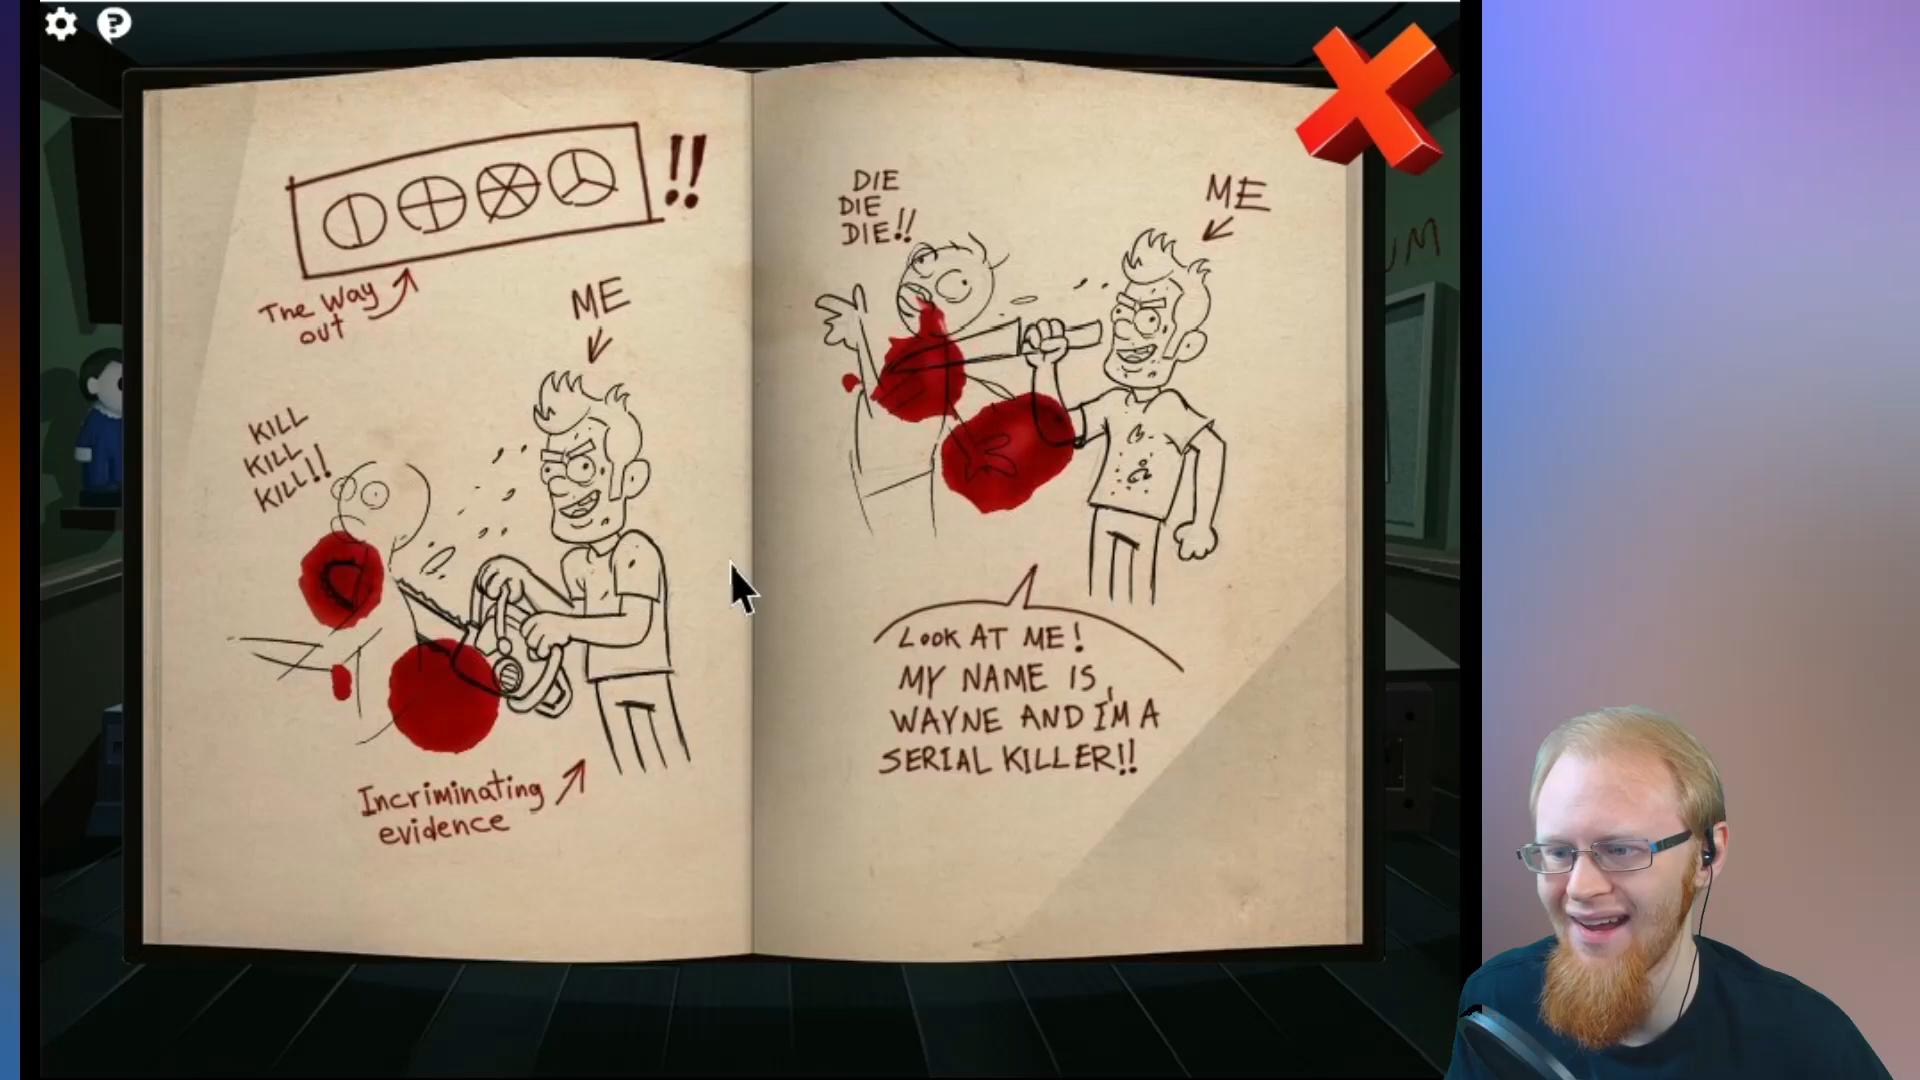 !!
The Way
out
ME
KILL
KILL
KILL!!
Incriminating
evidence
DIE
DIE
DIE!!
ME
LOOK AT ME!
MY NAME IS
WAYNE AND I'M A
SERIAL KILLER!!
UM